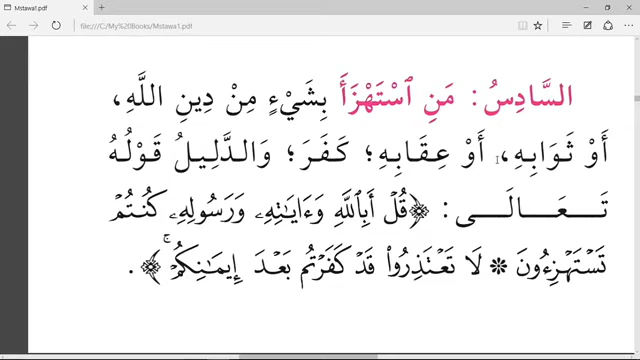 Mstawa1.pdf
file:///C:/My%20Books/Mstawa1.pdf
السَّادِسُ : مَنِ ٱسْتَهْزَأَ بِشَيْءٍ مِنْ دِينِ اللَّهِ،
أَوْ ثَوَابِهِ، أَوْ عِقَابِهِ؛ كَفَرَ؛ وَالدَّلِيلُ قَوْلُهُ
تَعَالَى : ﴿قُلْ أَبِٱللَّهِ وَءَايَـٰتِهِۦ وَرَسُولِهِۦ كُنتُمْ
تَسْتَهْزِءُونَ * لَا تَعْتَذِرُوا۟ قَدْ كَفَرْتُم بَعْدَ إِيمَـٰنِكُمْ ۚ﴾ .